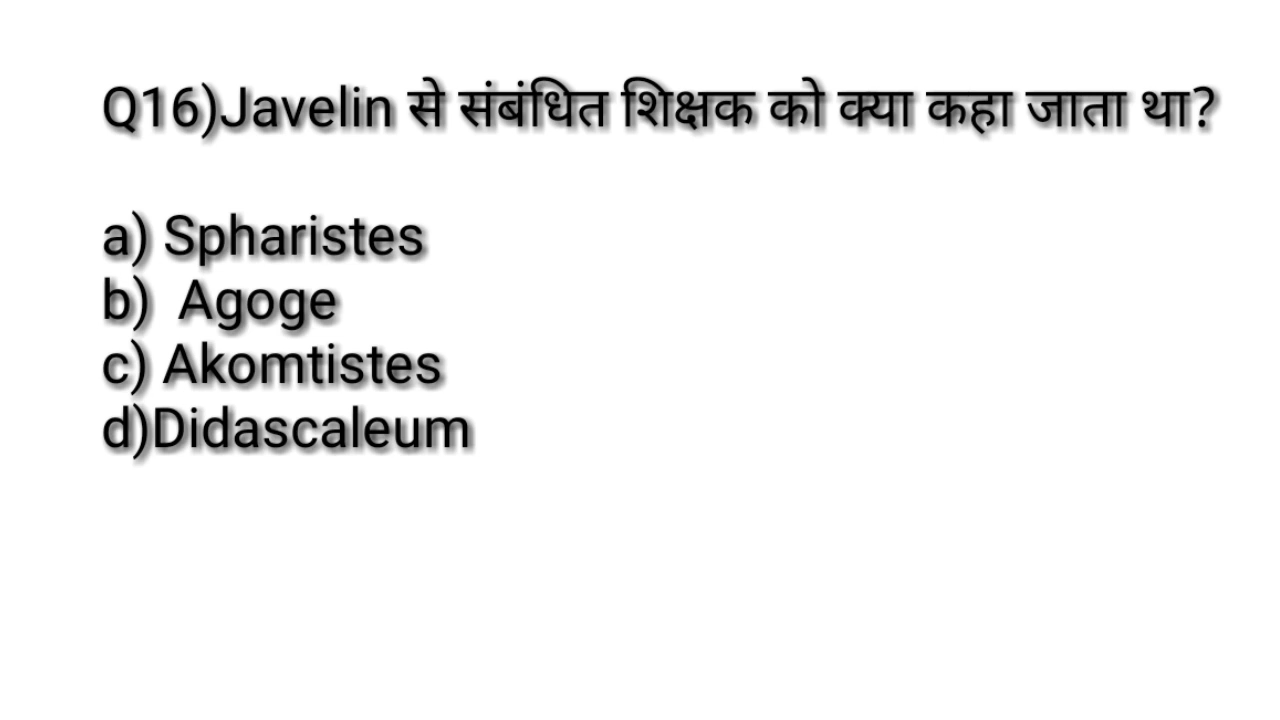 Q16)Javelin से संबंधित शिक्षक को क्या कहा जाता था?
a) Spharistes
b) Agoge
c) Akomtistes
d)Didascaleum